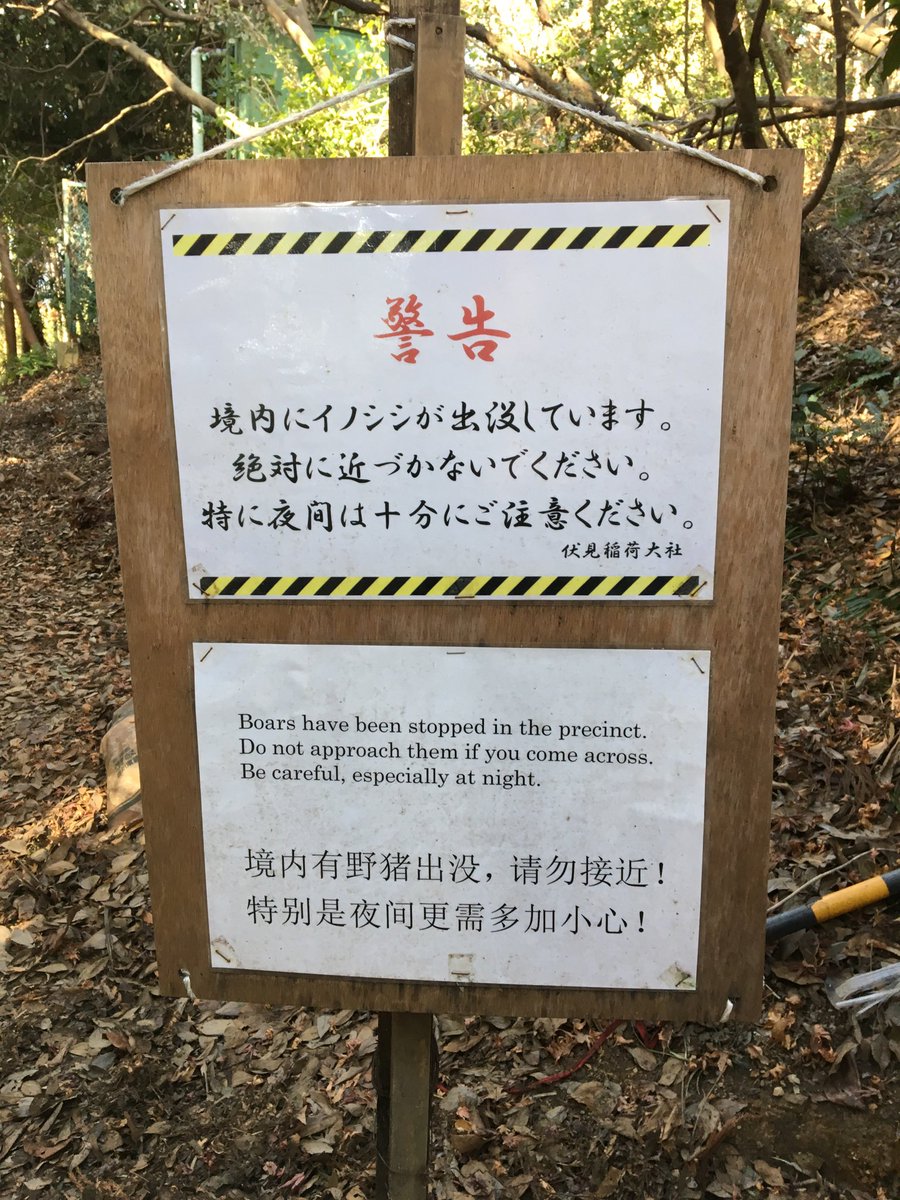 警告
境内にイノシシが出没しています。
絶対に近づかないでください。
特に夜間は十分にご注意ください。
伏見稲荷大社
Boars have been stopped in the precinct.
Do not approach them if you come across.
Be careful, especially at night.
境内有野猪出没，请勿接近！
特别是夜间更需多加小心！